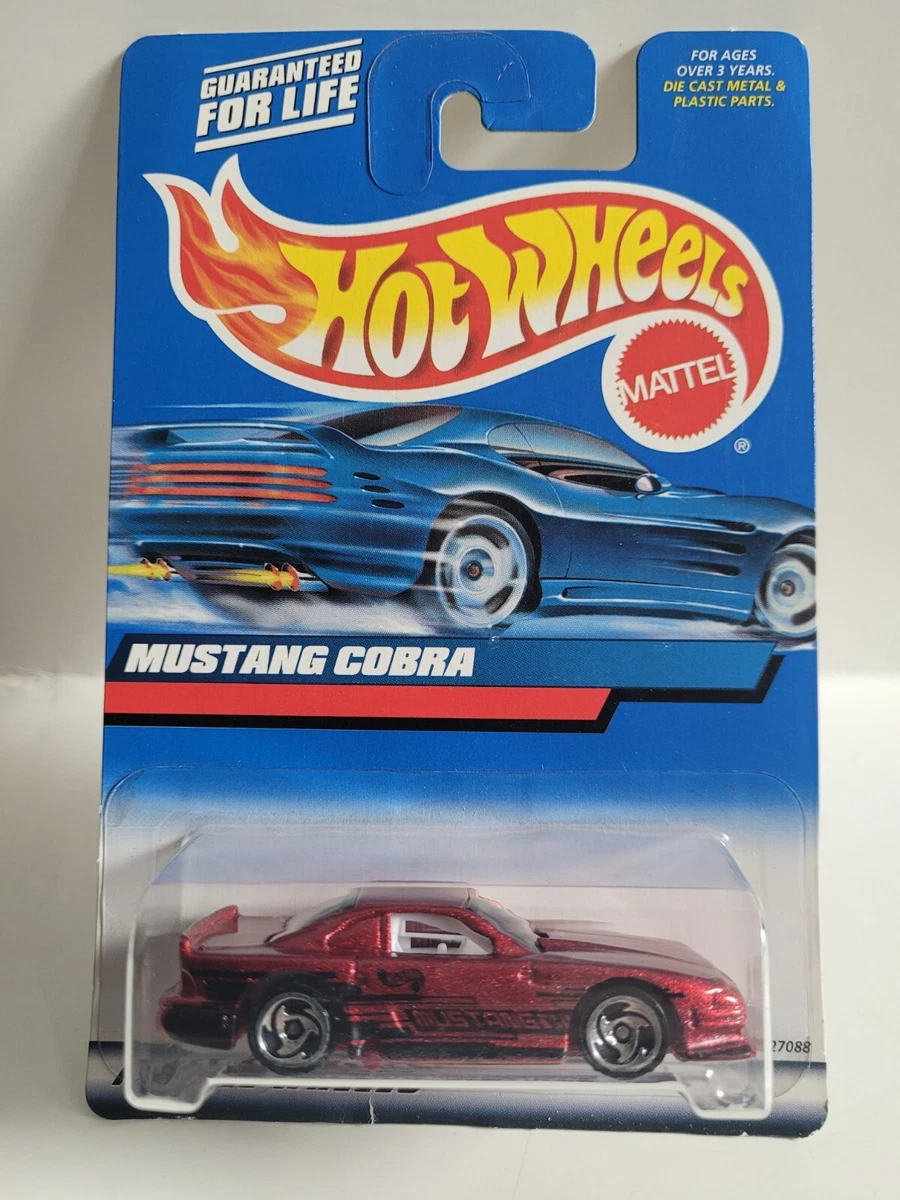 GUARANTEED
FOR LIFE
FOR AGES
OVER 3 YEARS.
DIE CAST METAL &
PLASTIC PARTS.
HOT WHEELS
MATTEL
®
MUSTANG COBRA
MUSTANG
27088